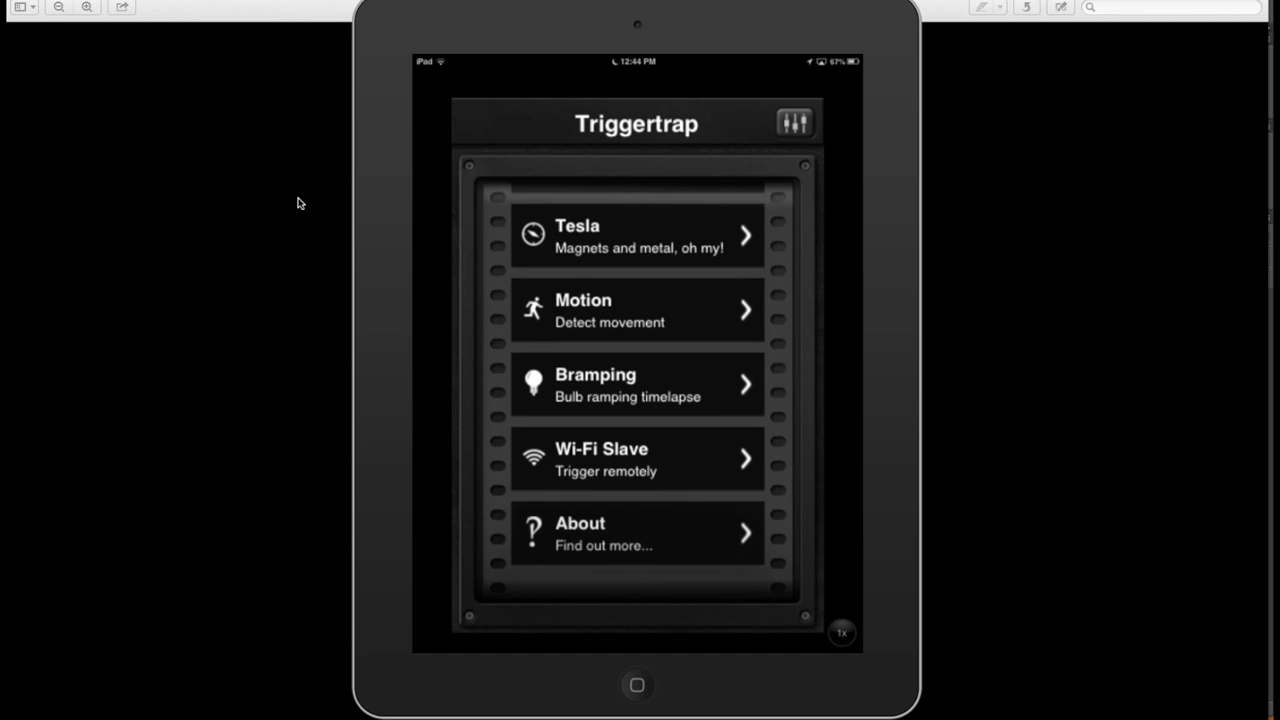 5
iPad 12:44 PM 67%
Triggertrap
Tesla
Magnets and metal, oh my!
Motion
Detect movement
Bramping
Bulb ramping timelapse
Wi-Fi Slave
Trigger remotely
About
Find out more...
1x